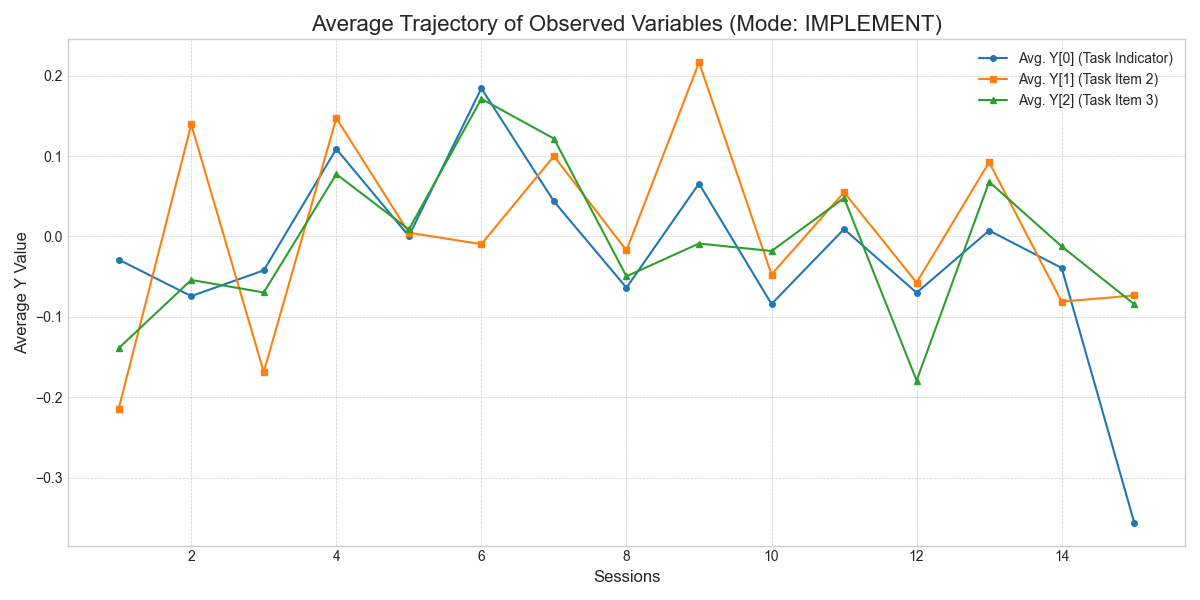 Average Trajectory of Observed Variables (Mode: IMPLEMENT)
Avg. Y[0] (Task Indicator)
Avg. Y[1] (Task Item 2)
Avg. Y[2] (Task Item 3)
Average Y Value
0.2
0.1
0.0
−0.1
−0.2
−0.3
2 4 6 8 10 12 14
Sessions